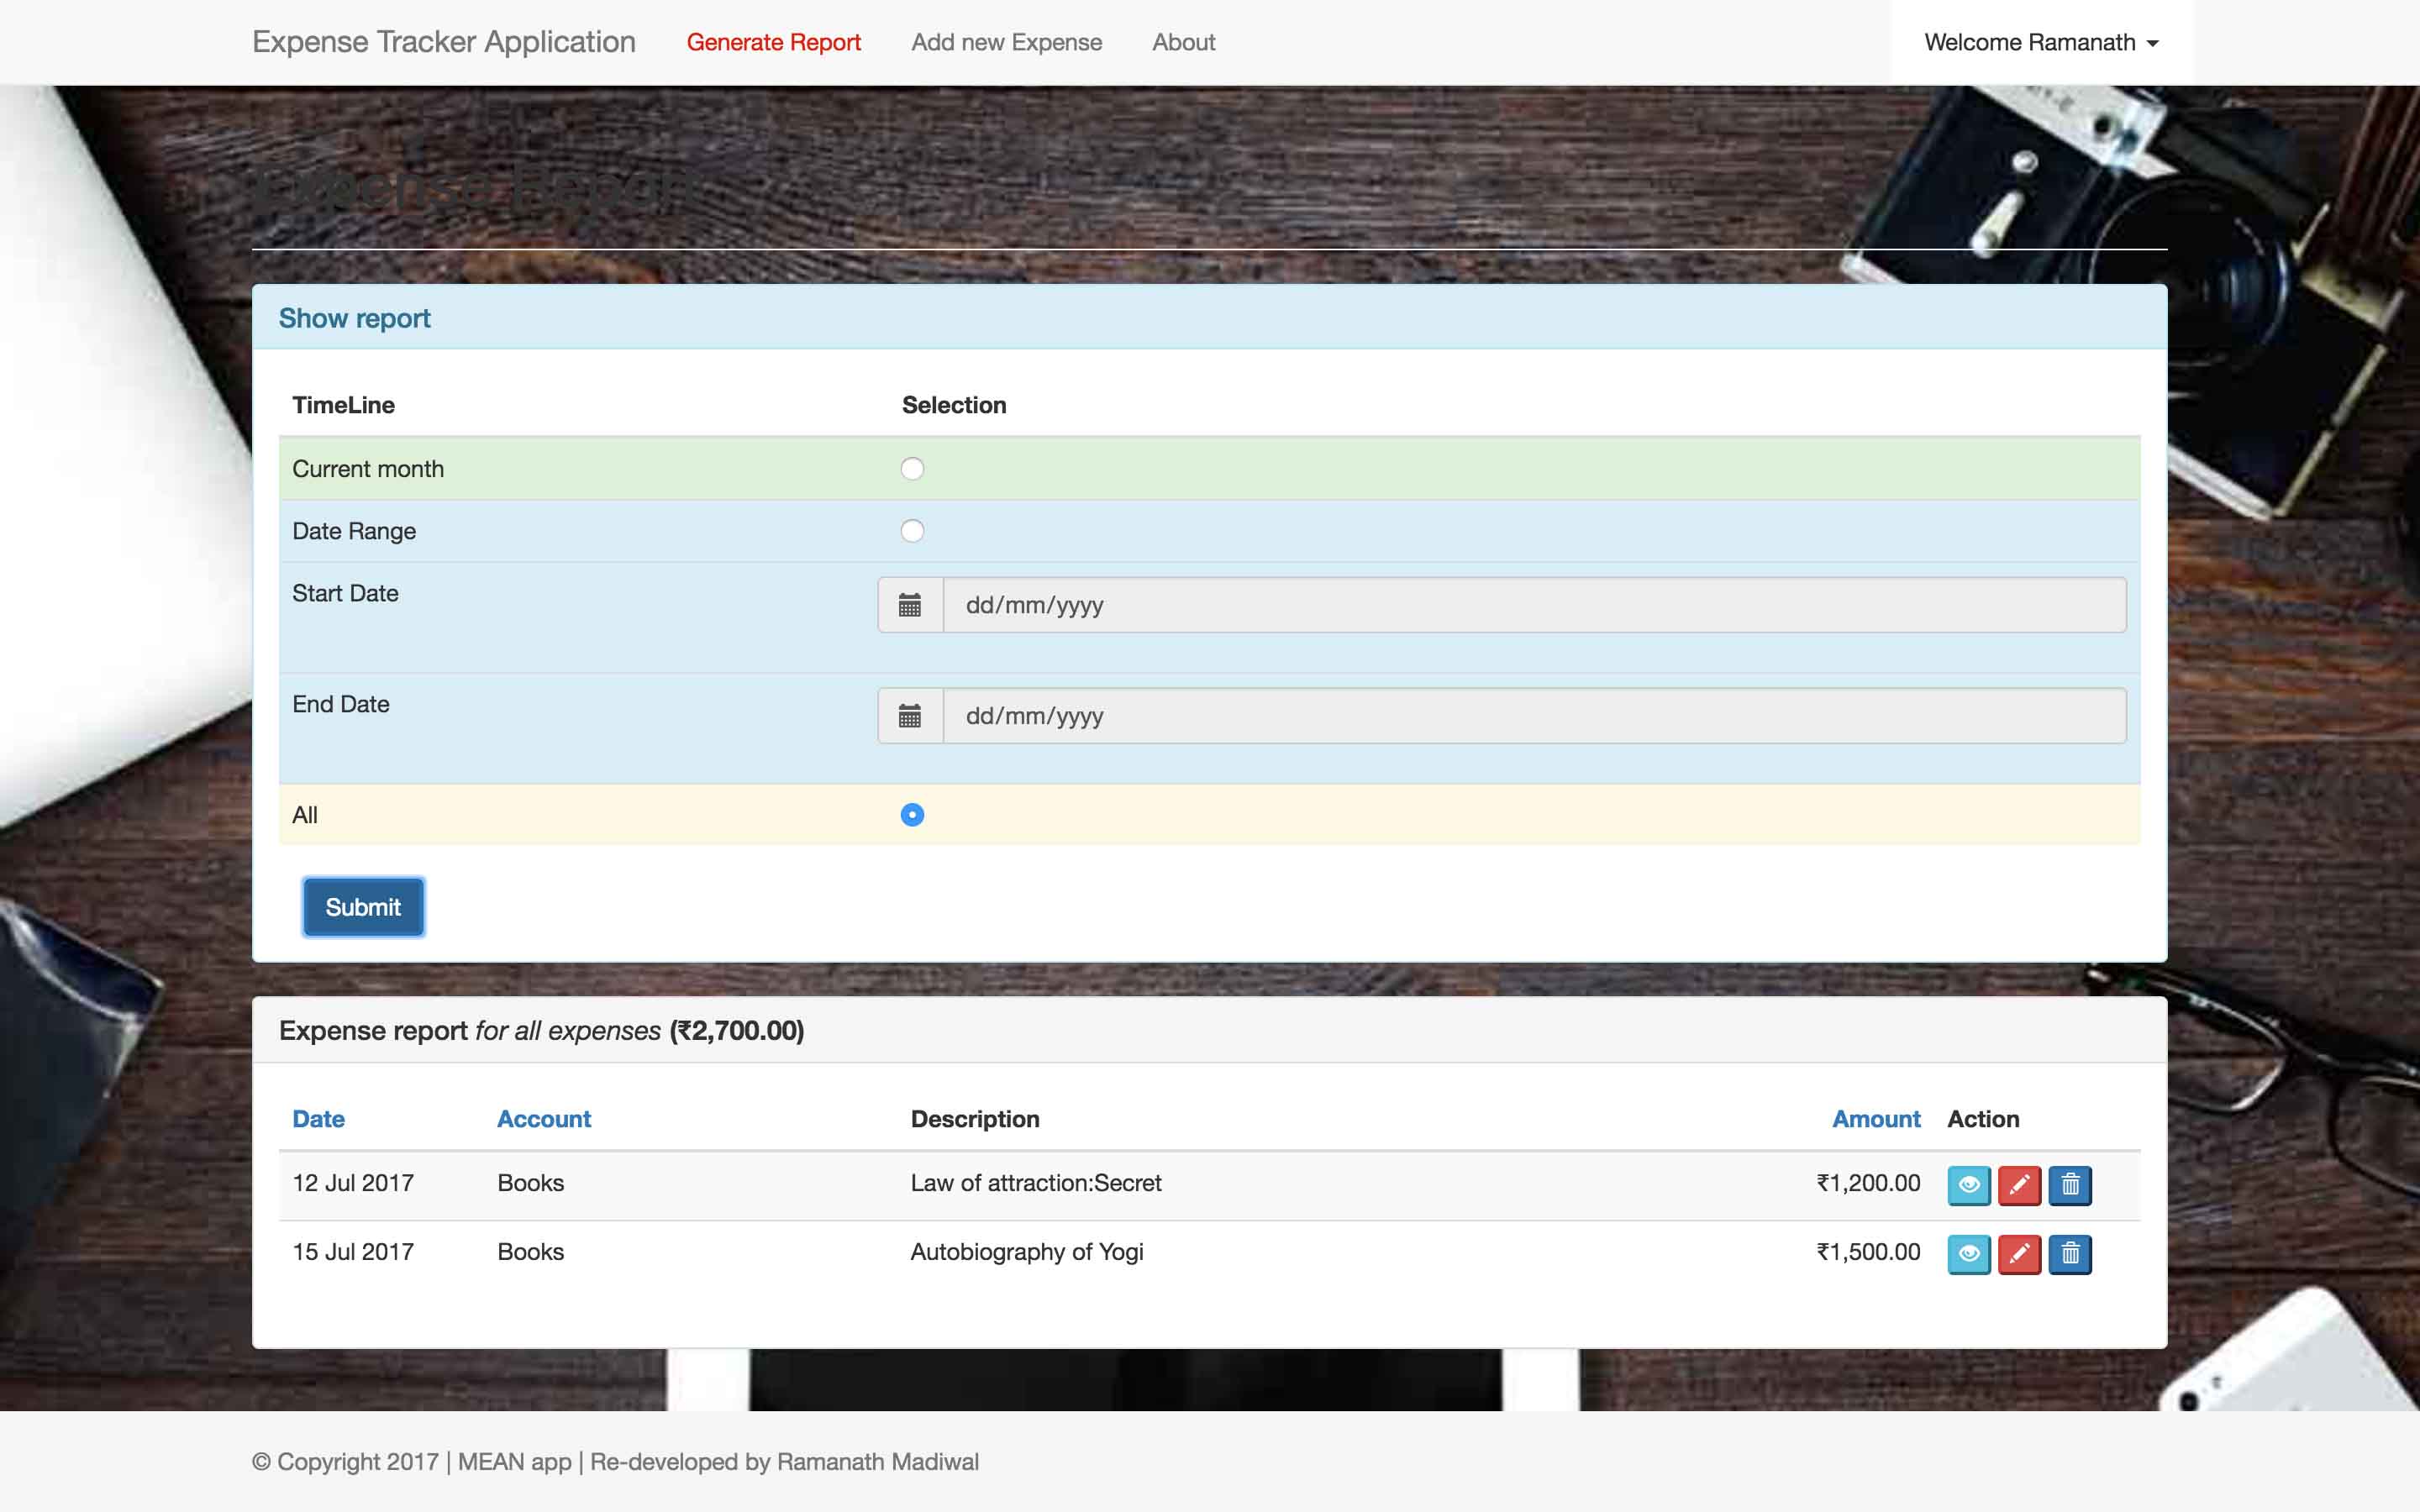 Expense Tracker Application Generate Report Add new Expense About Welcome Ramanath
Expense Report
Show report
TimeLine Selection
Current month
Date Range
Start Date dd/mm/yyyy
End Date dd/mm/yyyy
All
Submit
Expense report for all expenses (₹2,700.00)
Date Account Description Amount Action
12 Jul 2017 Books Law of attraction:Secret ₹1,200.00
15 Jul 2017 Books Autobiography of Yogi ₹1,500.00
© Copyright 2017 | MEAN app | Re-developed by Ramanath Madiwal